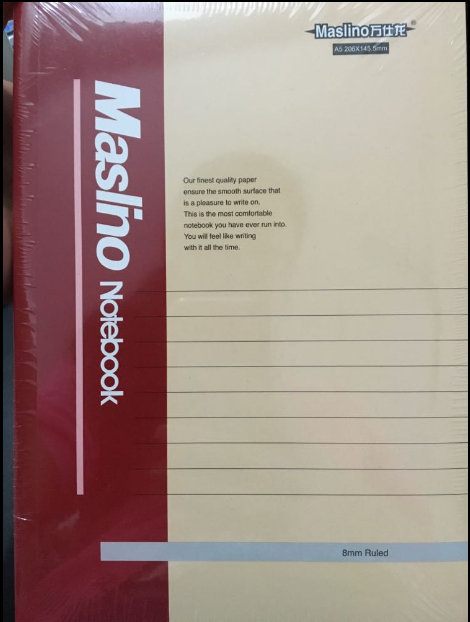 Maslino万仕龙®
A5 206X145.5mm
Maslino Notebook
Our finest quality paper
ensure the smooth surface that
is a pleasure to write on.
This is the most comfortable
notebook you have ever run into.
You will feel like writing
with it all the time.
8mm Ruled